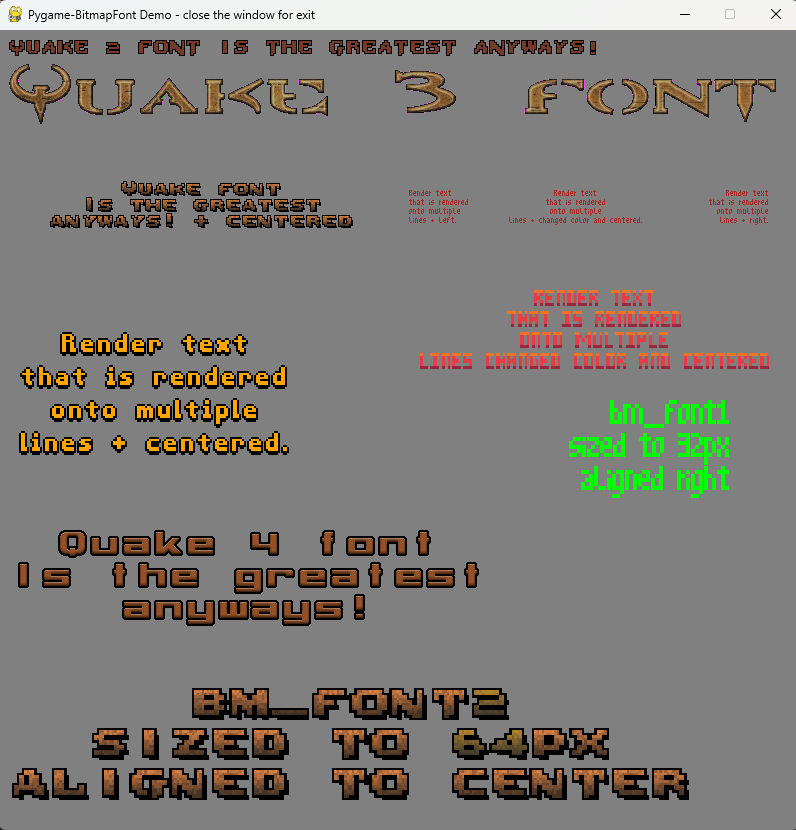 Pygame-BitmapFont Demo - close the window for exit
Quake 2 font is the greatest anyways!
Quake 3 font
Quake font
Is the greatest
anyways! + centered
Render text
that is rendered
onto multiple
lines + left.
Render text
that is rendered
onto multiple
lines + changed color and centered.
Render text
that is rendered
onto multiple
lines + right.
RENDER TEXT
THAT IS RENDERED
ONTO MULTIPLE
LINES CHANGED COLOR AND CENTERED
Render text
that is rendered
onto multiple
lines + centered.
bm_font1
sized to 32px
aligned right
Quake 4 font
Is the greatest
anyways!
BM_FONT2
SIZED TO 64PX
ALIGNED TO CENTER